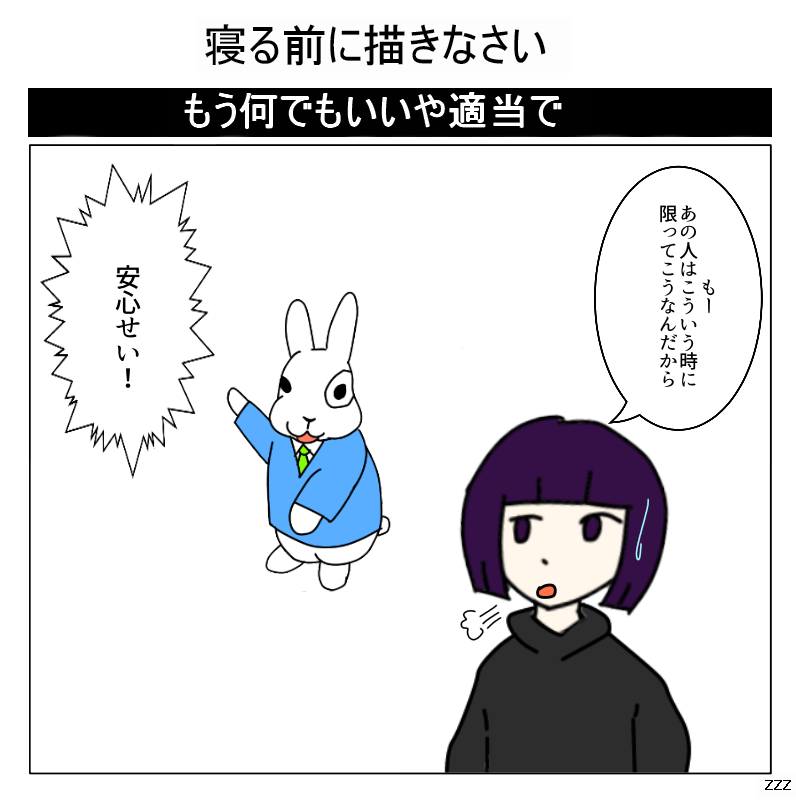 寝る前に描きなさい
もう何でもいいや適当で
もー
あの人はこういう時に
限ってこうなんだから
安心せい！
zzz